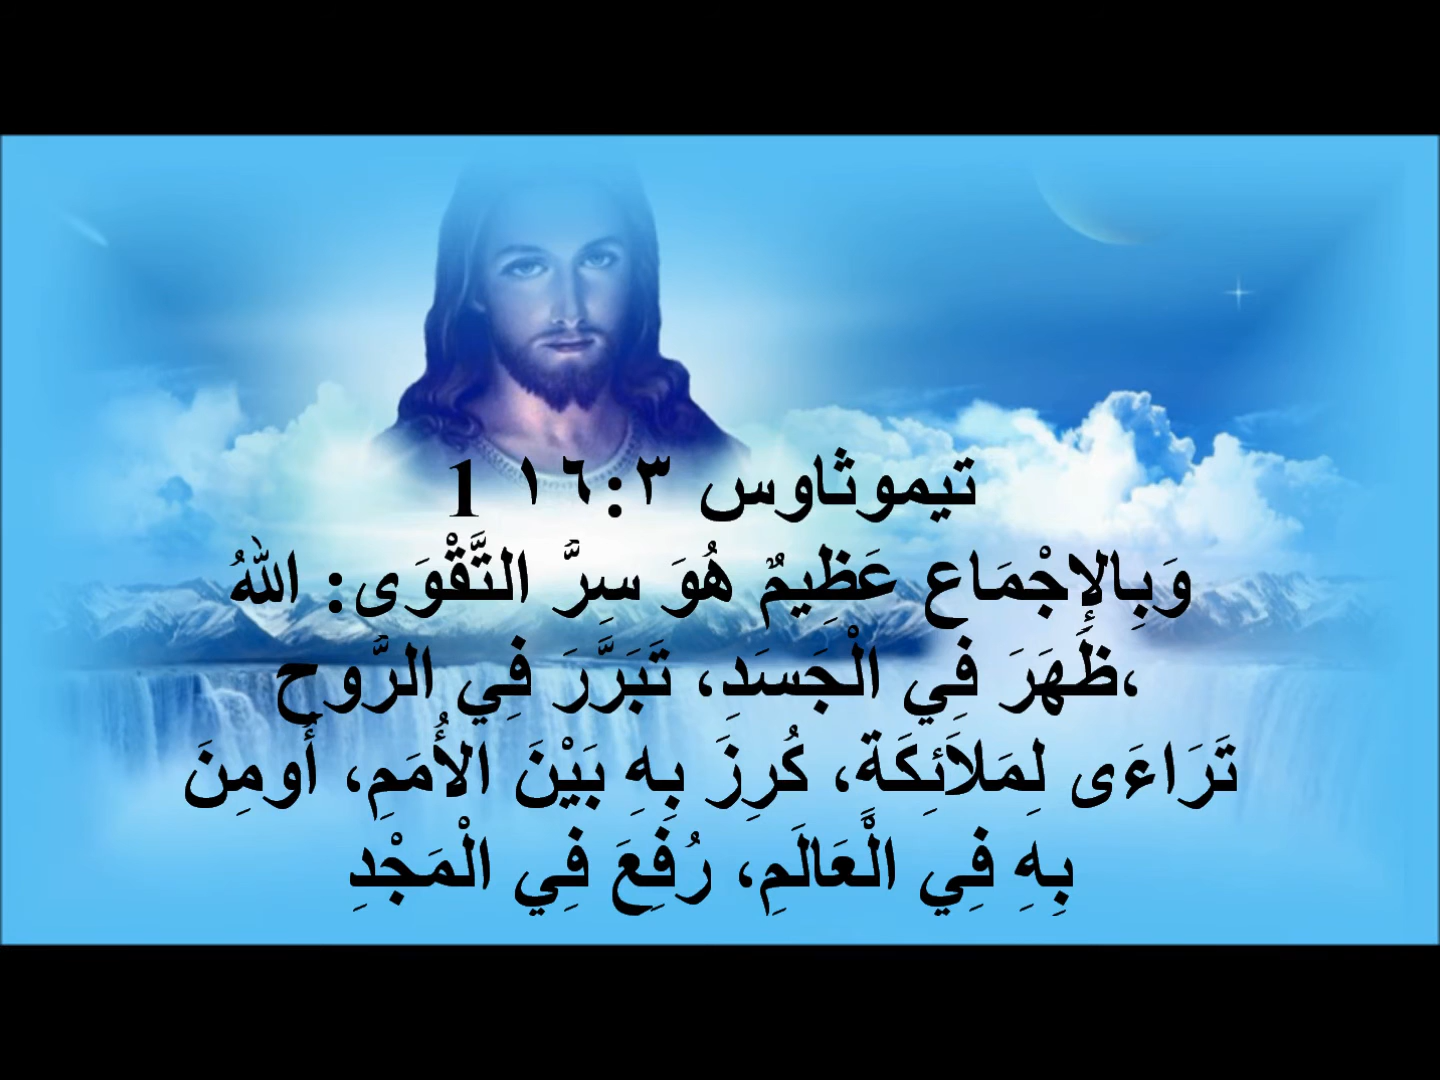 تيموثاوس ٣:١٦ 1
وَبِالإِجْمَاعِ عَظِيمٌ هُوَ سِرُّ التَّقْوَى: اللهُ
ظَهَرَ فِي الْجَسَدِ، تَبَرَّرَ فِي الرُّوحِ،
تَرَاءَى لِمَلاَئِكَةٍ، كُرِزَ بِهِ بَيْنَ الأُمَمِ، أُومِنَ
بِهِ فِي الْعَالَمِ، رُفِعَ فِي الْمَجْدِ